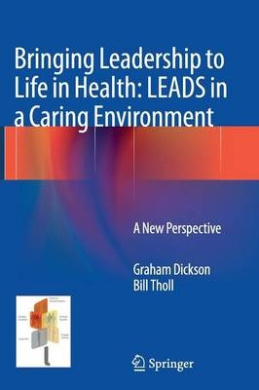 Bringing Leadership to
Life in Health: LEADS in
a Caring Environment
A New Perspective
Graham Dickson
Bill Tholl
Springer